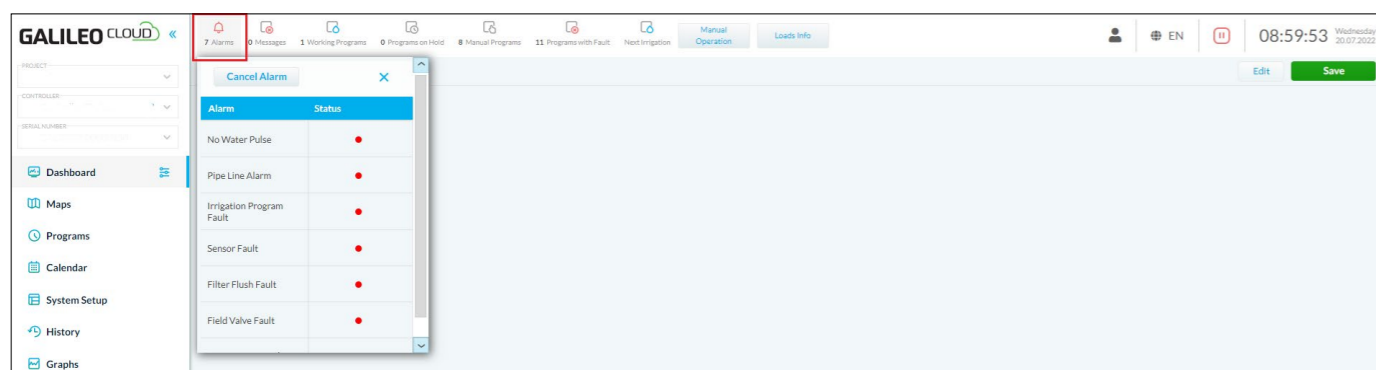 GALILEO CLOUD «
7 Alarms
0 Messages
1 Working Programs
0 Programs on Hold
8 Manual Programs
11 Programs with Fault
Next Irrigation
Manual
Operation
Loads Info
EN
08:59:53
Wednesday
20.07.2022
PROJECT
CONTROLLER
SERIAL NUMBER
Dashboard
Maps
Programs
Calendar
System Setup
History
Graphs
Cancel Alarm
Alarm Status
No Water Pulse
Pipe Line Alarm
Irrigation Program
Fault
Sensor Fault
Filter Flush Fault
Field Valve Fault
Edit
Save